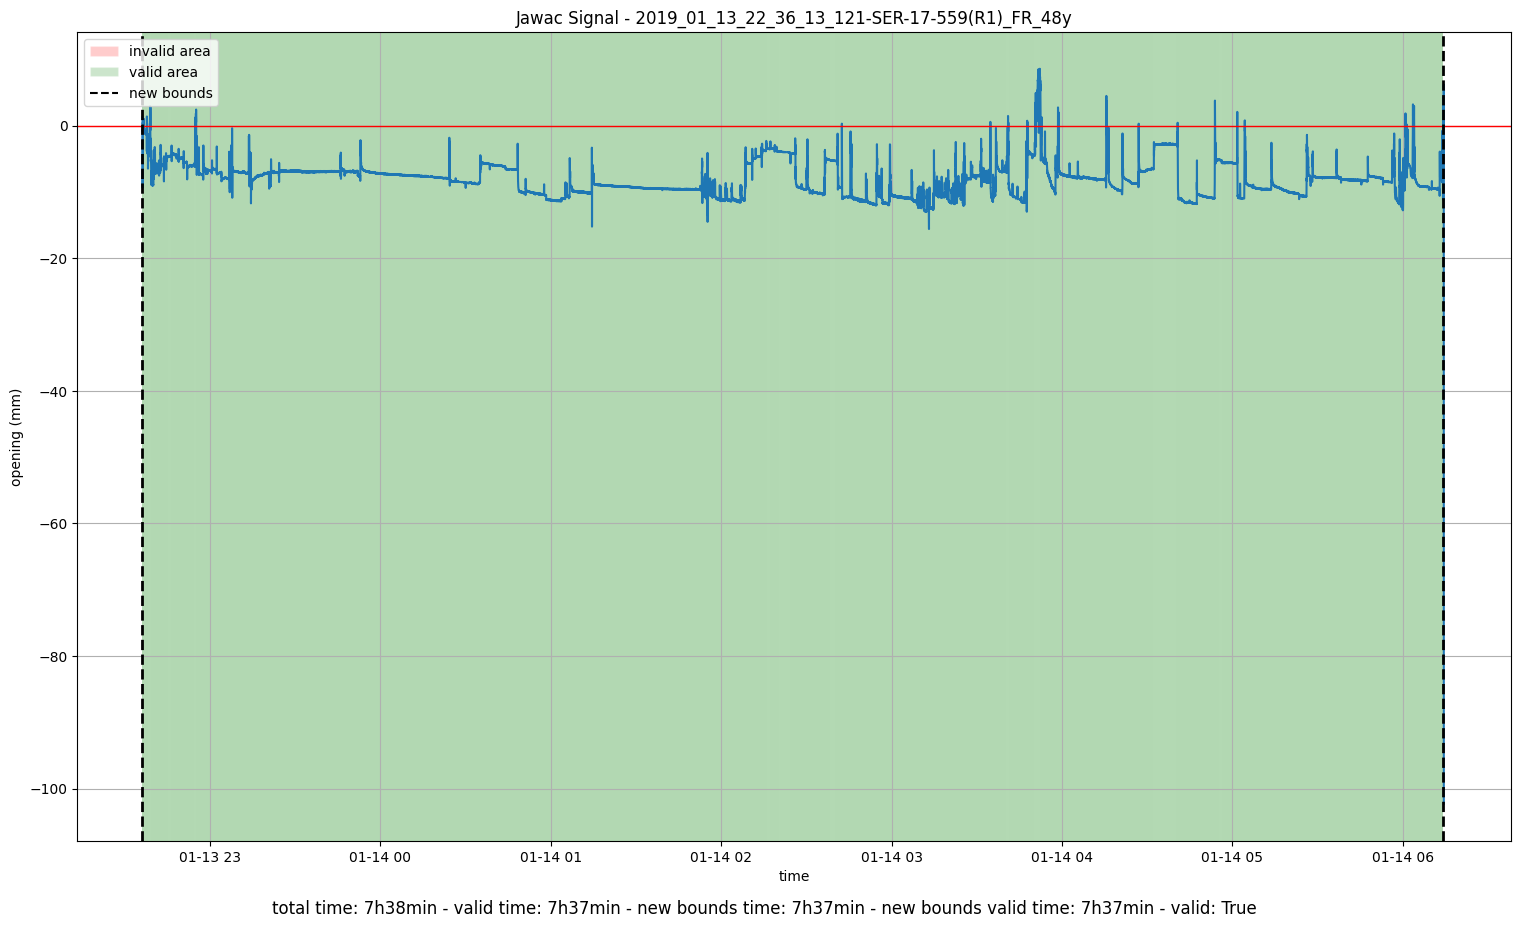 Jawac Signal - 2019_01_13_22_36_13_121-SER-17-559(R1)_FR_48y
invalid area
valid area
new bounds
0
−20
−40
−60
−80
−100
opening (mm)
01-13 23
01-14 00
01-14 01
01-14 02
01-14 03
01-14 04
01-14 05
01-14 06
time
total time: 7h38min - valid time: 7h37min - new bounds time: 7h37min - new bounds valid time: 7h37min - valid: True